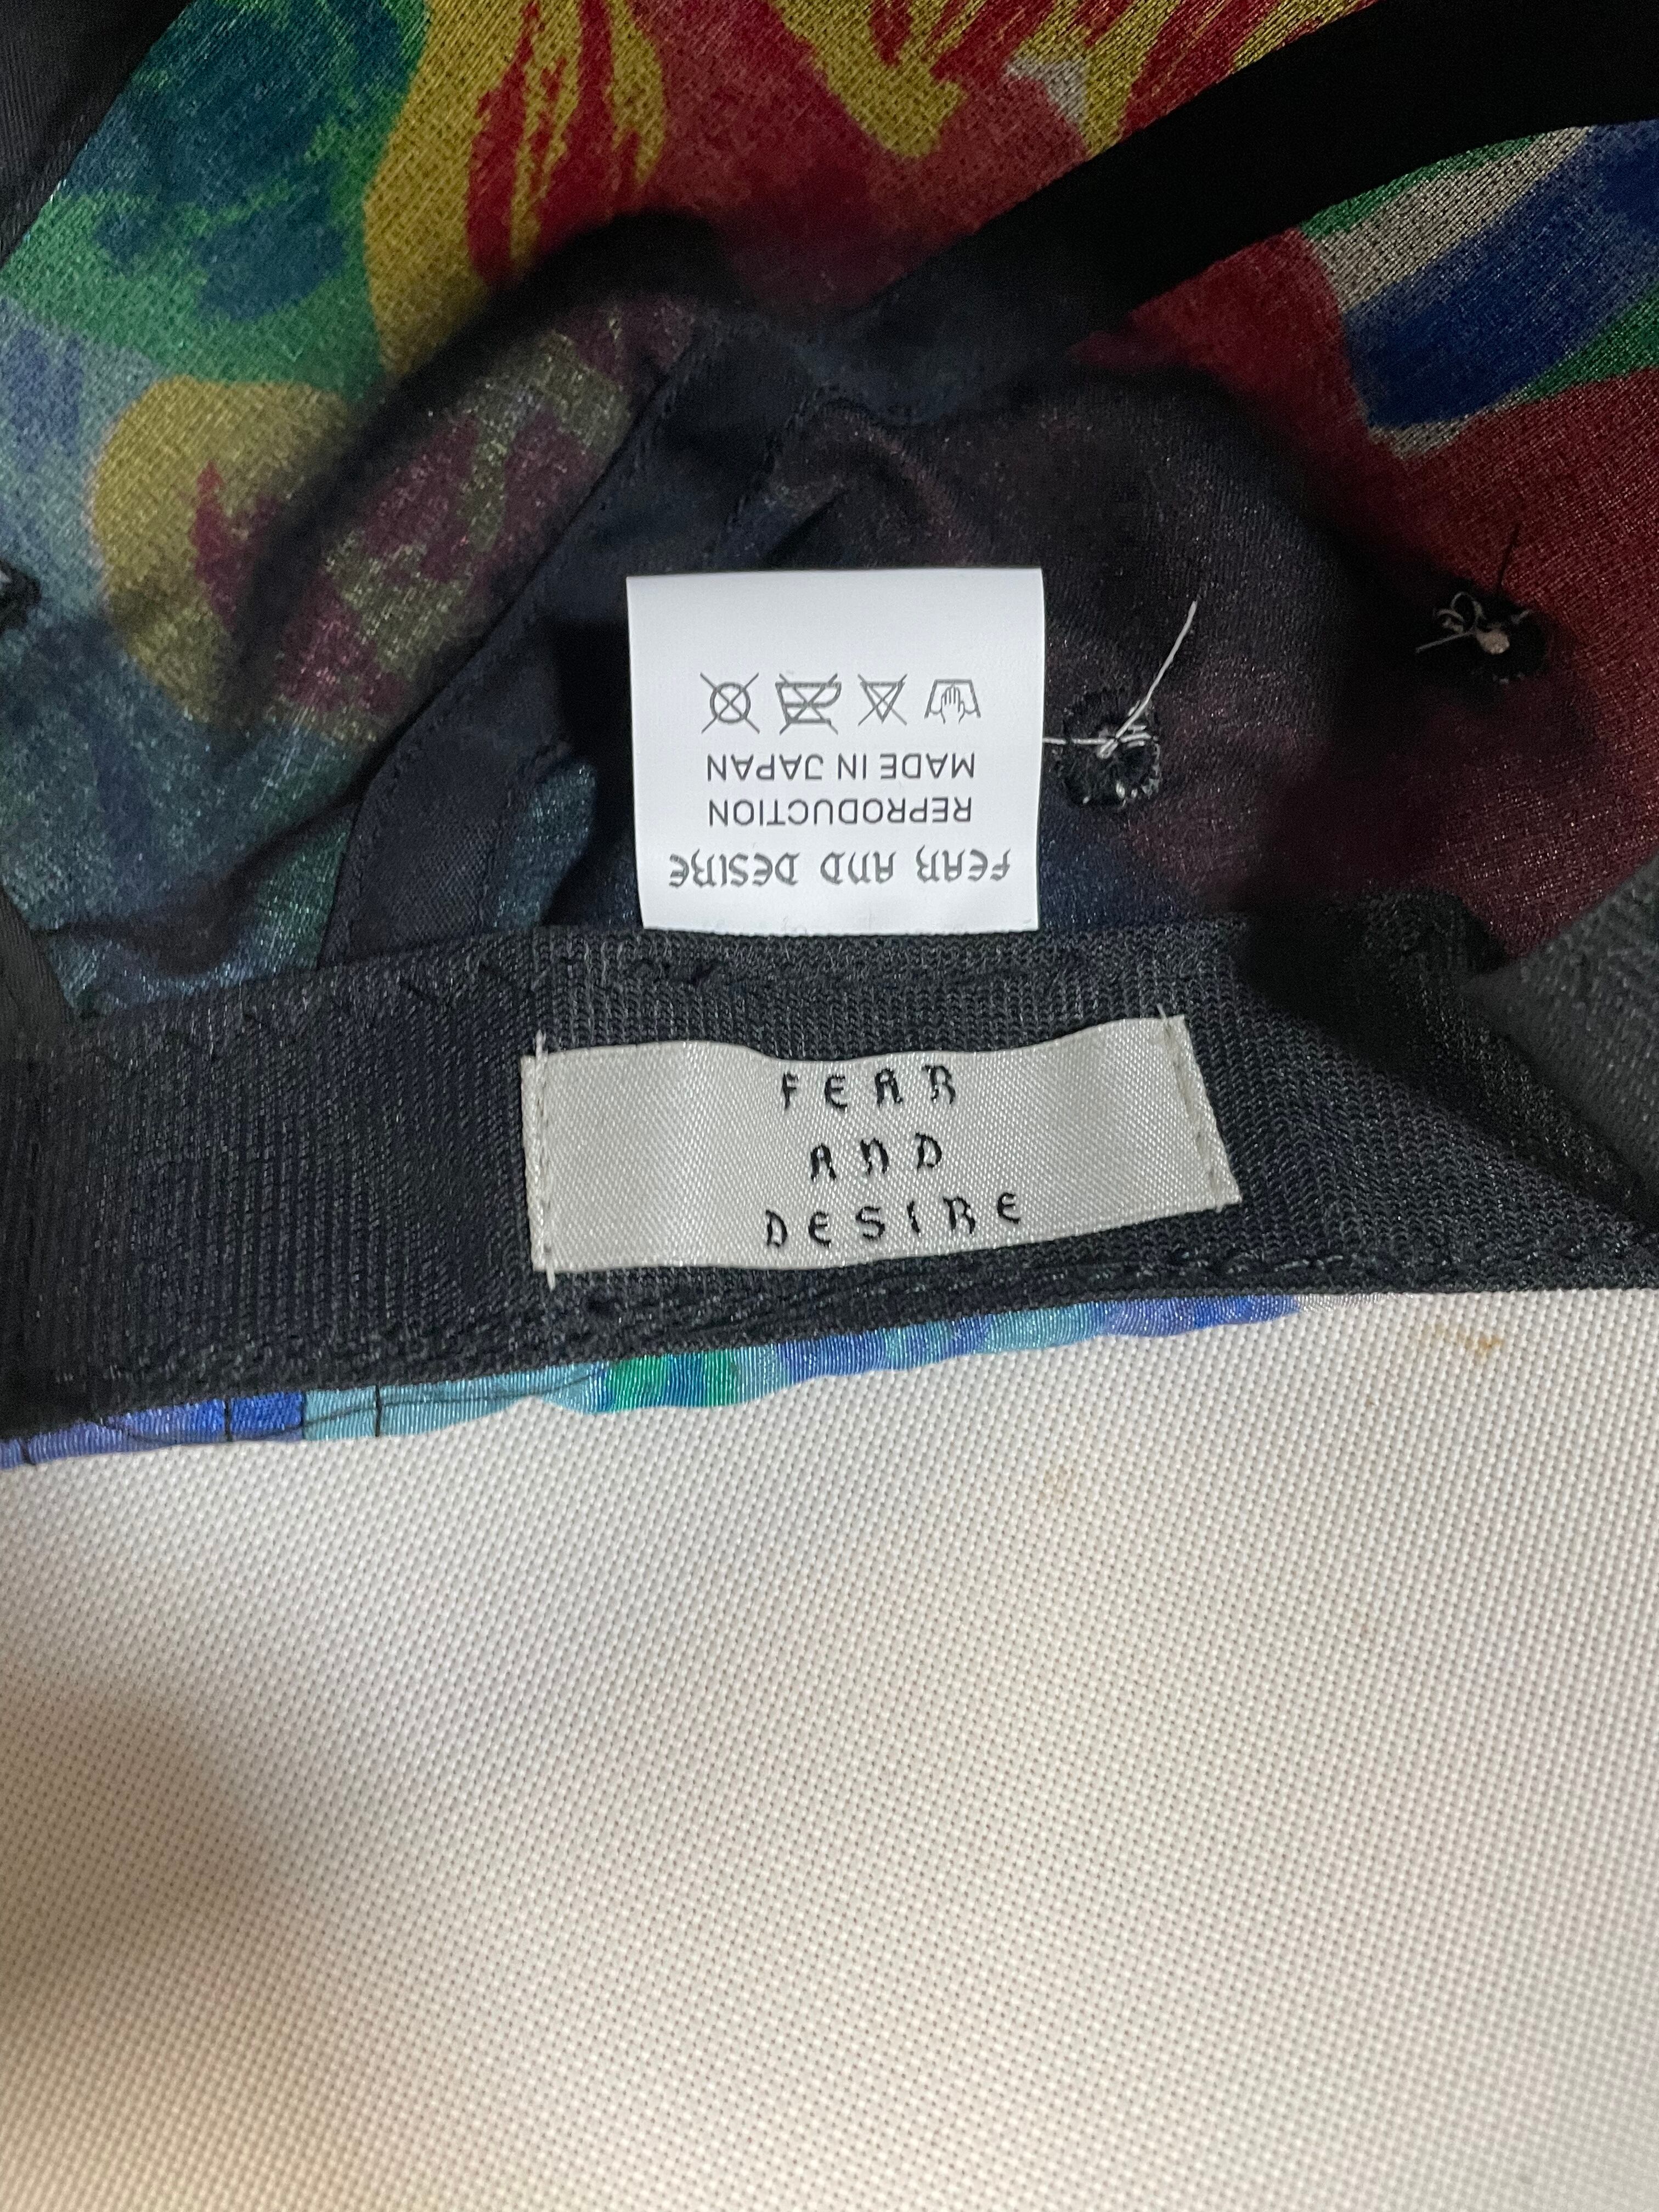 FEAR AND DESIRE
REPRODUCTION
MADE IN JAPAN
FEAR
AND
DESIRE